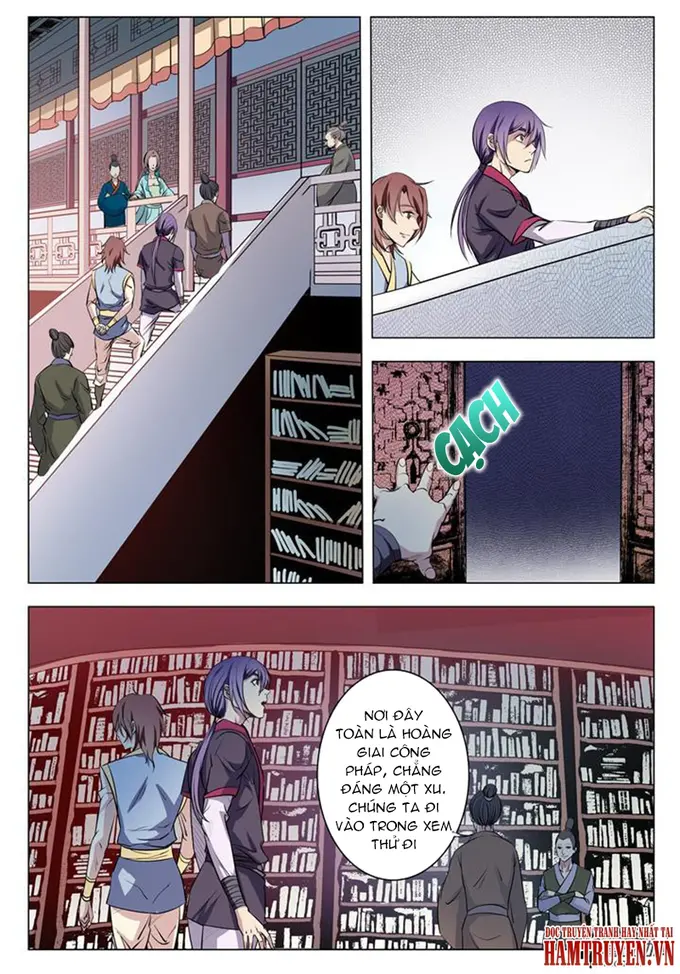 CẠCH
NƠI ĐÂY
TOÀN LÀ HOÀNG
GIAI CÔNG
PHÁP, CHẲNG
ĐÁNG MỘT XU.
CHÚNG TA ĐI
VÀO TRONG XEM
THỬ ĐI
ĐỌC TRUYỆN TRANH HAY NHẤT TẠI
HAMTRUYEN.VN